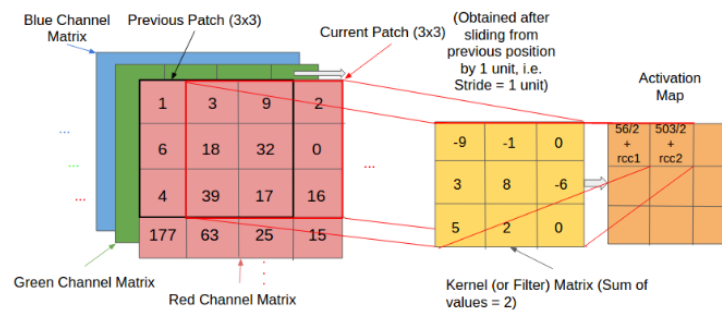 Blue Channel
Matrix
Previous Patch (3x3)
Current Patch (3x3)
(Obtained after
sliding from
previous position
by 1 unit, i.e.
Stride = 1 unit)
Activation
Map
1 3 9 2
6 18 32 0
4 39 17 16
177 63 25 15
...
...
...
...
-9 -1 0
3 8 -6
5 2 0
56/2 503/2
+ +
rcc1 rcc2
Green Channel Matrix
Red Channel Matrix
Kernel (or Filter) Matrix (Sum of
values = 2)